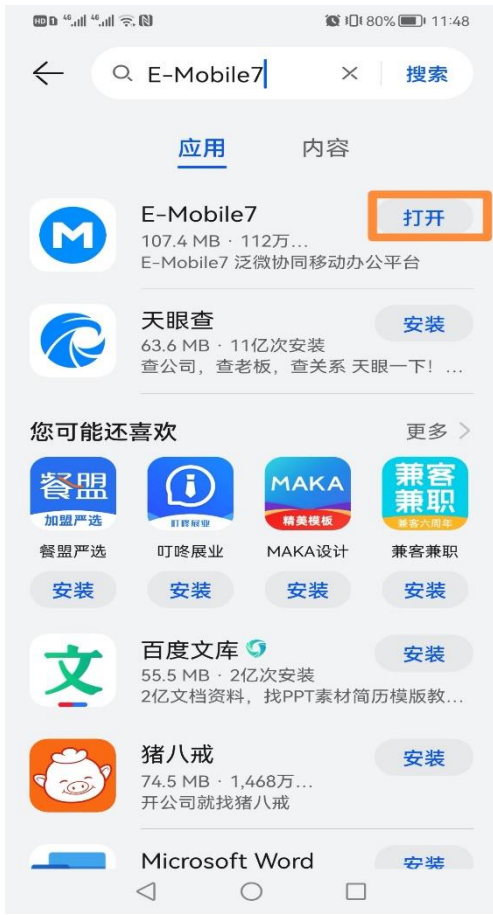 HD D 46 46 80% 11:48
E-Mobile7 × 搜索
应用 内容
E-Mobile7
打开
107.4 MB · 112万...
E-Mobile7 泛微协同移动办公平台
天眼查
安装
63.6 MB · 11亿次安装
查公司，查老板，查关系 天眼一下！...
您可能还喜欢 更多
餐盟 MAKA 兼客
兼职
加盟严选 叮咚展业 精美模板 兼客六周年
餐盟严选 叮咚展业 MAKA设计 兼客兼职
安装 安装 安装 安装
文
百度文库
安装
55.5 MB · 2亿次安装
2亿文档资料，找PPT素材简历模版教...
猪八戒
安装
74.5 MB · 1,468万...
开公司就找猪八戒
Microsoft Word
安装